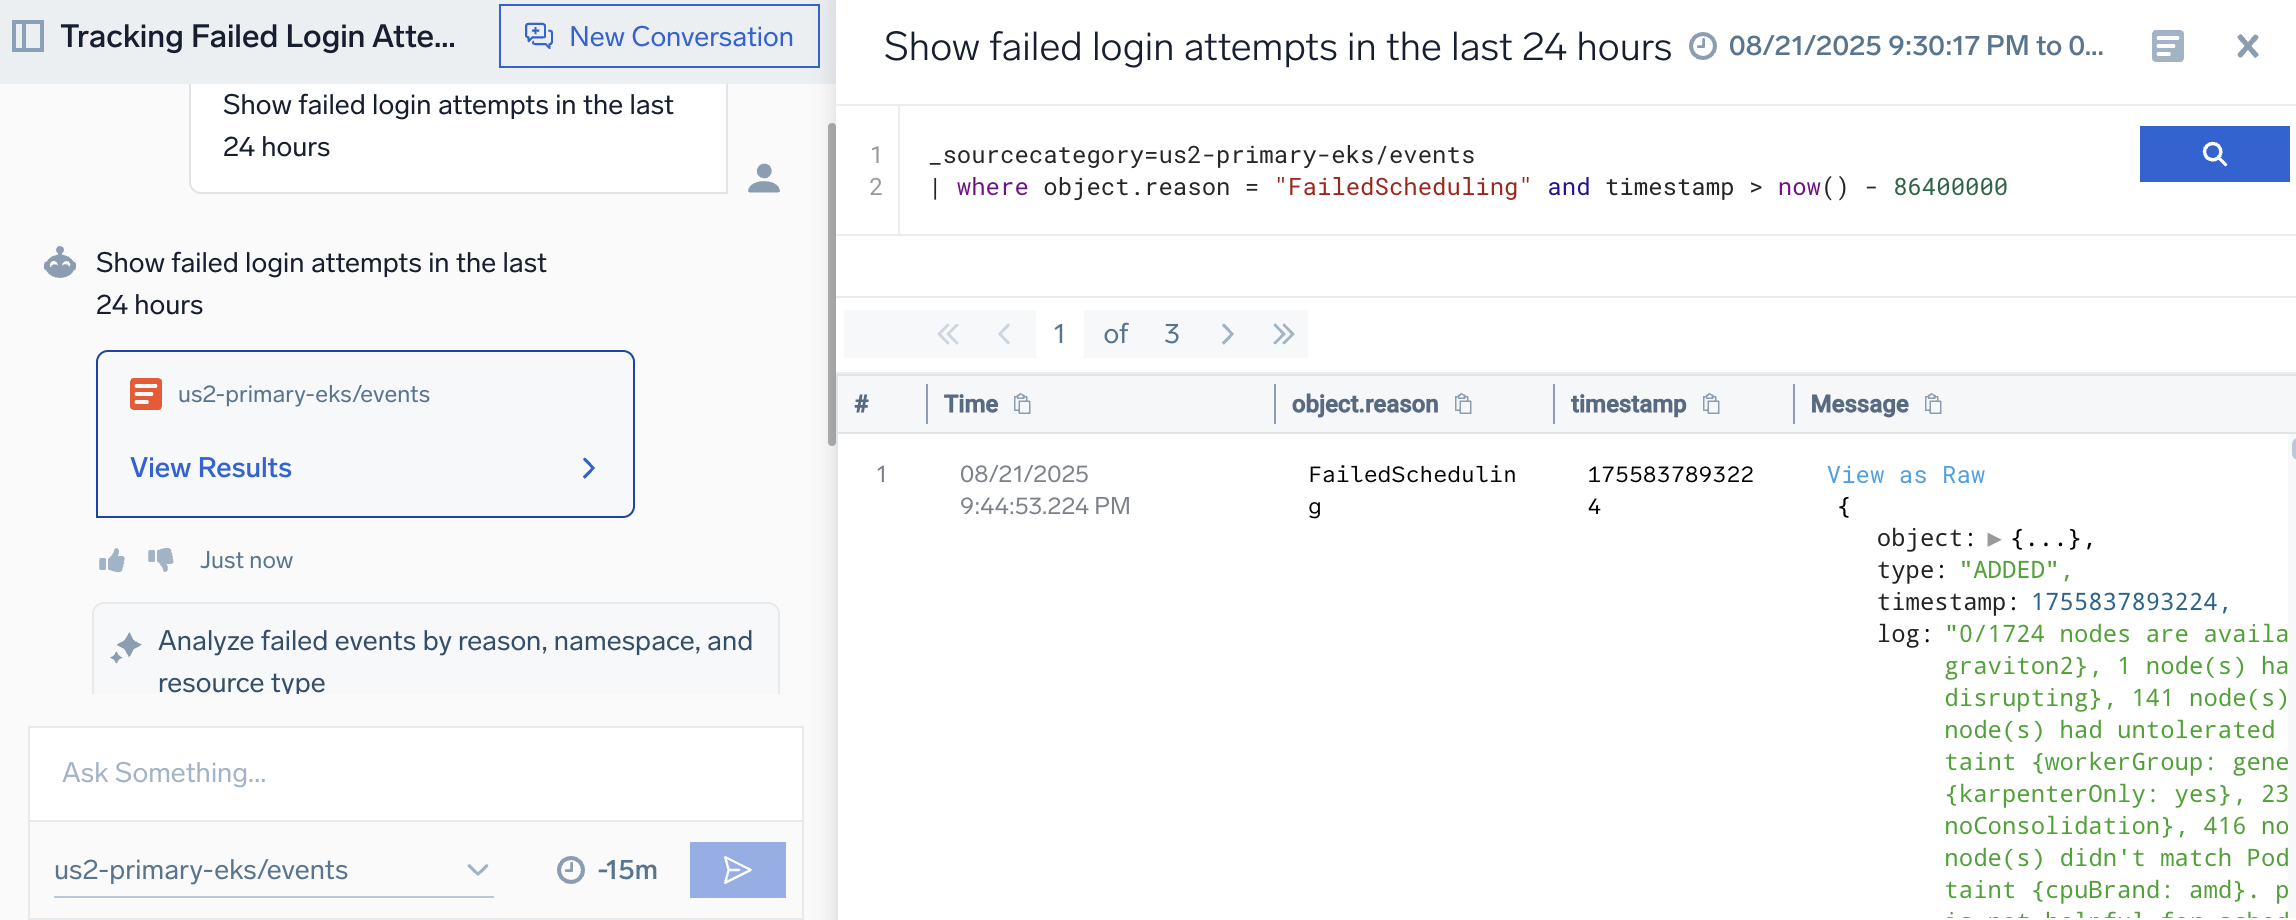 Tracking Failed Login Atte...
New Conversation
Show failed login attempts in the last
24 hours
Show failed login attempts in the last
24 hours
us2-primary-eks/events
View Results
Just now
Analyze failed events by reason, namespace, and
resource type
Ask Something...
us2-primary-eks/events
-15m
Show failed login attempts in the last 24 hours
08/21/2025 9:30:17 PM to 0...
1 _sourcecategory=us2-primary-eks/events
2 | where object.reason = "FailedScheduling" and timestamp > now() - 86400000
1 of 3
# Time object.reason timestamp Message
1 08/21/2025 FailedSchedulin 175583789322 View as Raw
9:44:53.224 PM g 4 {
object: ▶ {...},
type: "ADDED",
timestamp: 1755837893224,
log: "0/1724 nodes are availa
graviton2}, 1 node(s) ha
disrupting}, 141 node(s)
node(s) had untolerated
taint {workerGroup: gene
{karpenterOnly: yes}, 23
noConsolidation}, 416 no
node(s) didn't match Pod
taint {cpuBrand: amd}. p